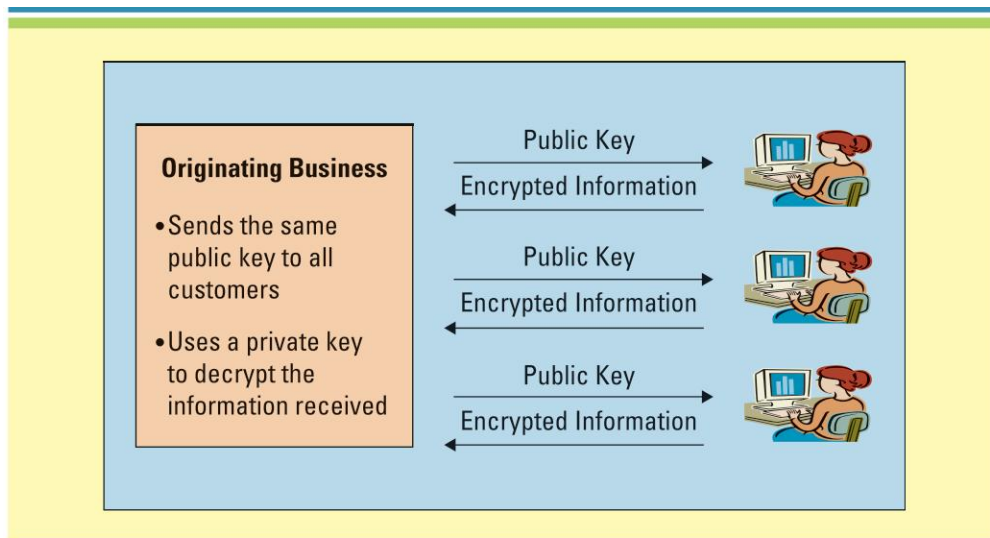 Originating Business
•Sends the same
public key to all
customers
•Uses a private key
to decrypt the
information received
Public Key
Encrypted Information
Public Key
Encrypted Information
Public Key
Encrypted Information